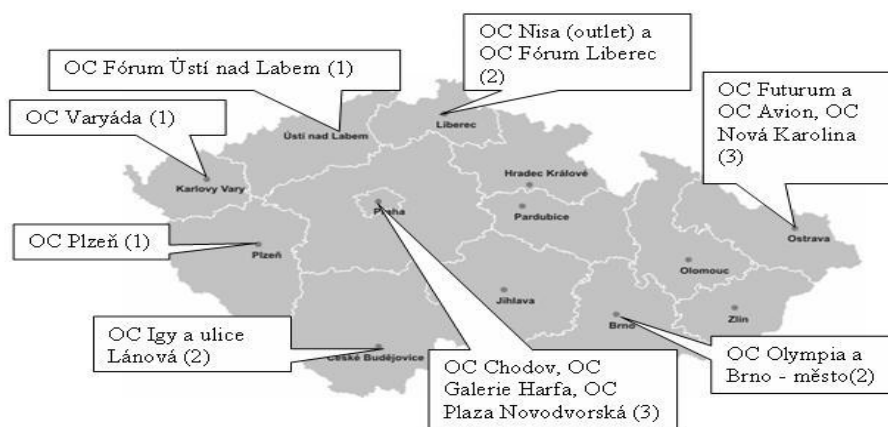 OC Nisa (outlet) a
OC Fórum Liberec
(2)
OC Fórum Ústí nad Labem (1)
OC Futurum a
OC Avion, OC
Nová Karolina
(3)
OC Varyáda (1)
Liberec
Ústí nad Labem
Hradec Králové
Karlovy Vary
Praha
Pardubice
OC Plzeň (1)
Ostrava
Plzeň
Olomouc
Jihlava
Zlín
Brno
OC Igy a ulice
Lánová (2)
České Budějovice
OC Chodov, OC
Galerie Harfa, OC
Plaza Novodvorská (3)
OC Olympia a
Brno - město(2)